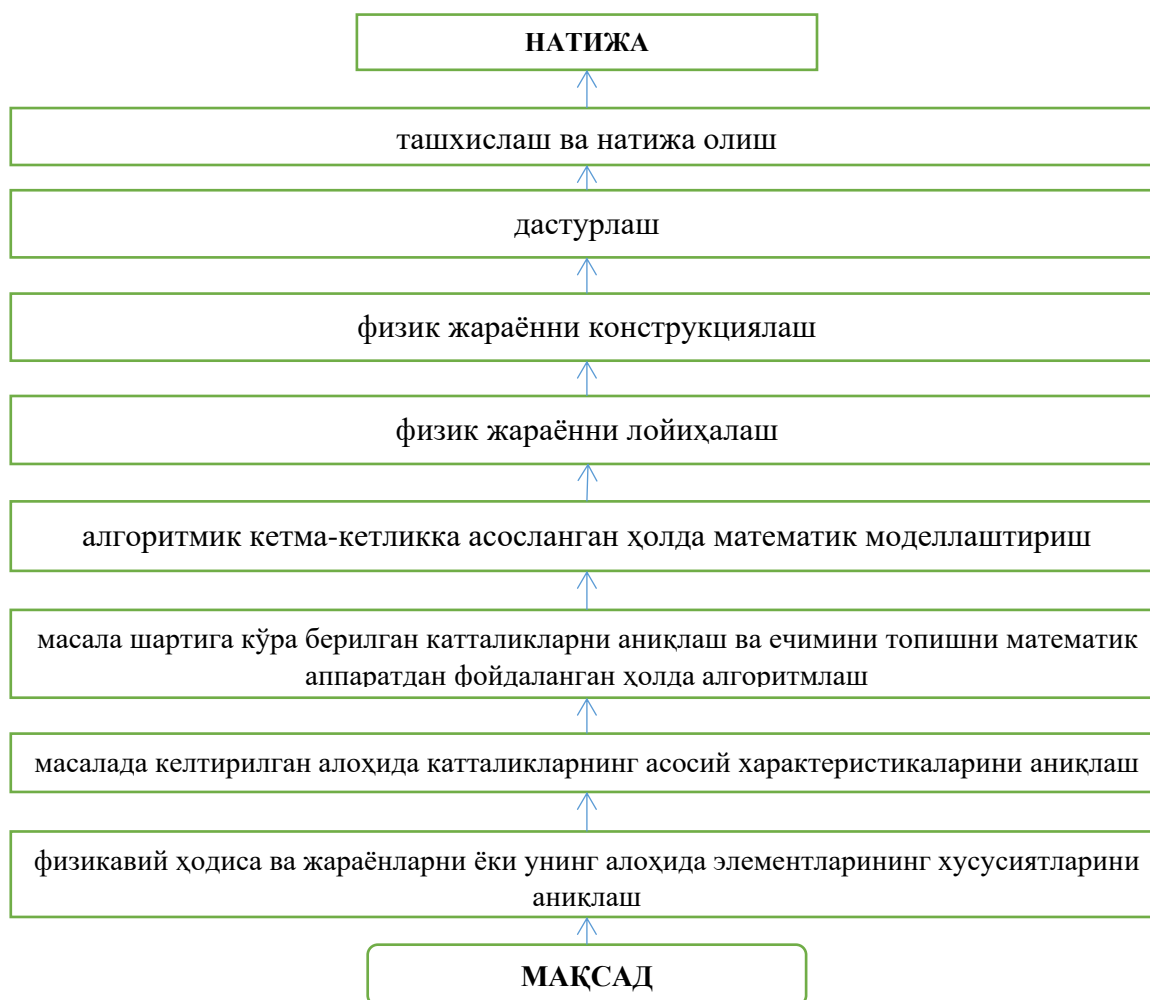 НАТИЖА
ташхислаш ва натижа олиш
дастурлаш
физик жараённи конструкциялаш
физик жараённи лойиҳалаш
алгоритмик кетма-кетликка асосланган ҳолда математик моделлаштириш
масала шартига кўра берилган катталикларни аниқлаш ва ечимини топишни математик
аппаратдан фойдаланган ҳолда алгоритмлаш
масалада келтирилган алоҳида катталикларнинг асосий характеристикаларини аниқлаш
физикавий ҳодиса ва жараёнларни ёки унинг алоҳида элементларининг хусусиятларини
аниқлаш
МАҚСАД